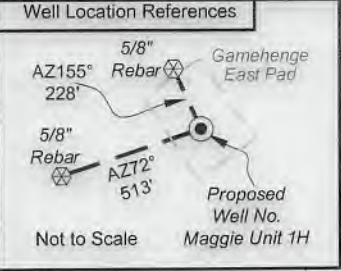 Well Location References
5/8"
Rebar
Gamehenge
East Pad
AZ155°
228'
5/8"
Rebar
AZ72°
513'
Proposed
Well No.
Maggie Unit 1H
Not to Scale